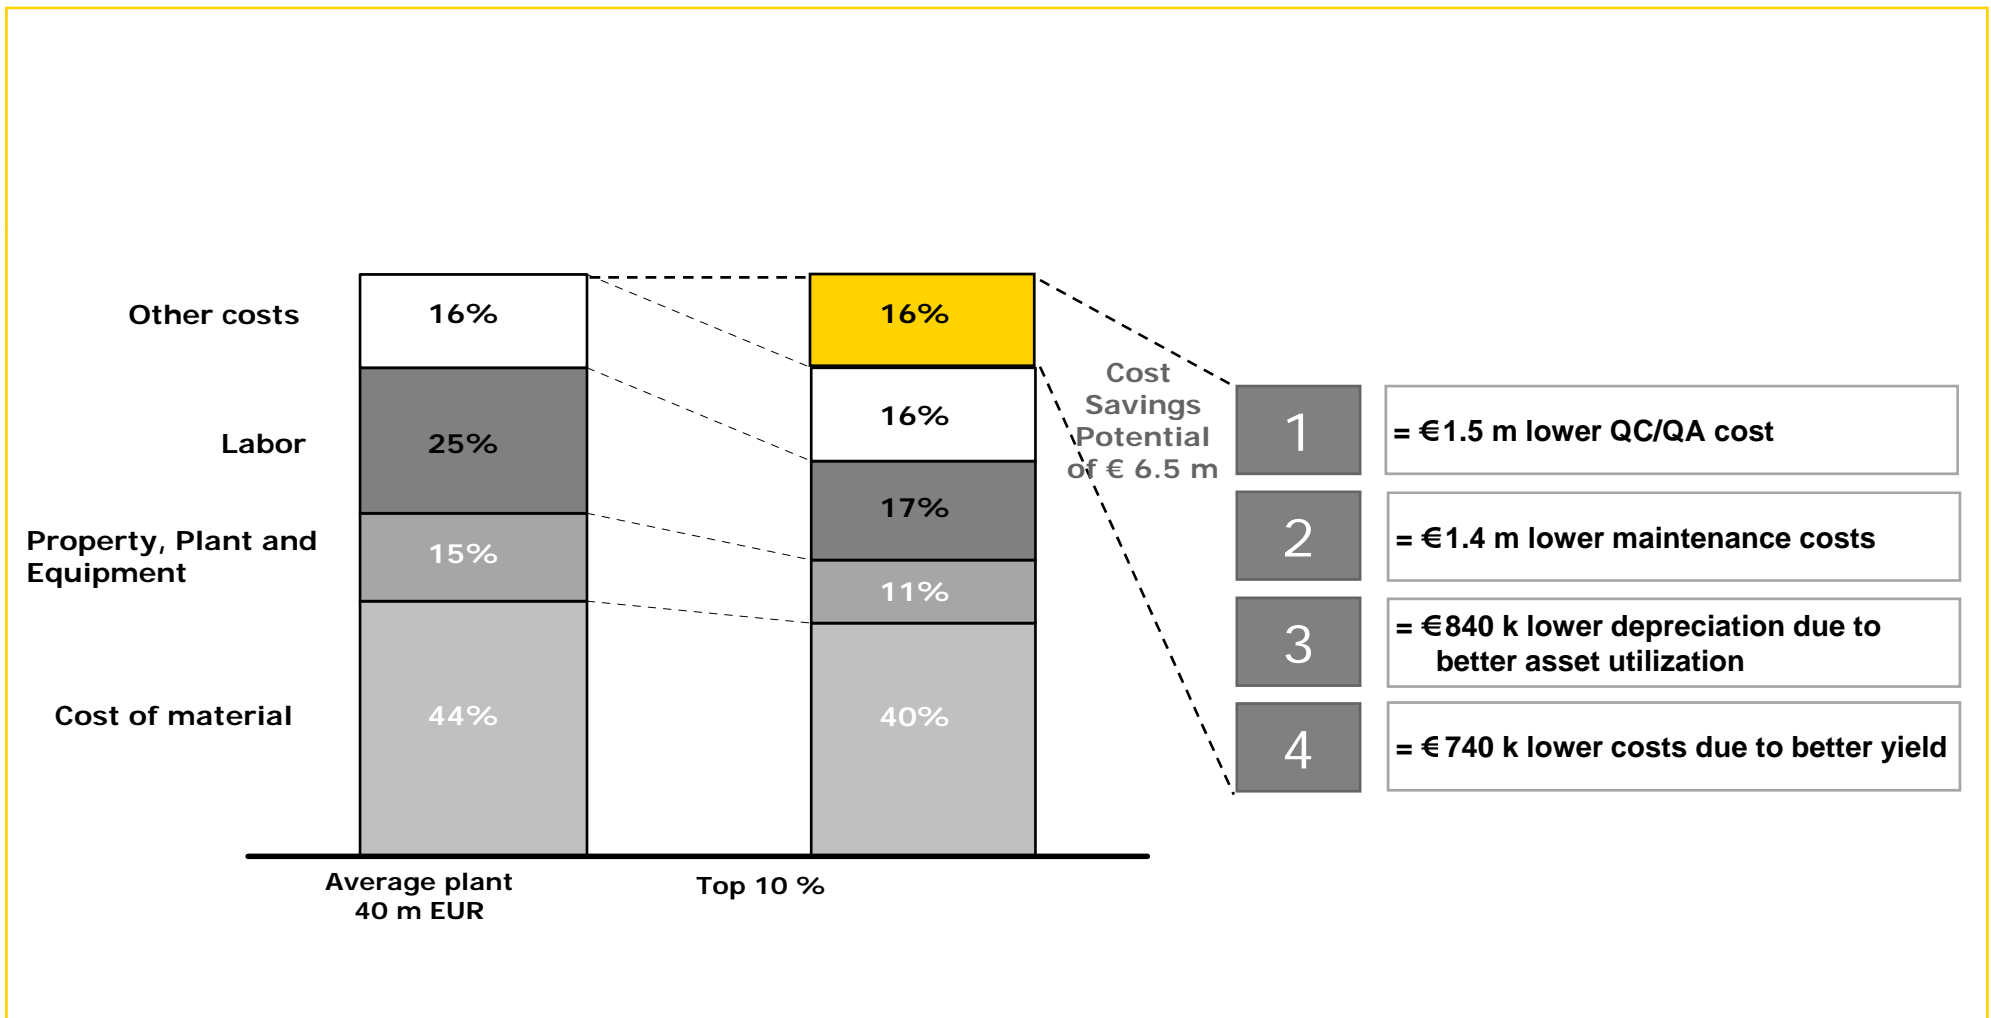 Other costs
16%
16%
Labor
25%
Property, Plant and
Equipment
15%
Cost of material
44%
16%
17%
11%
40%
Cost
Savings
Potential
of € 6.5 m
1
= €1.5 m lower QC/QA cost
2
= €1.4 m lower maintenance costs
3
= €840 k lower depreciation due to
better asset utilization
4
= €740 k lower costs due to better yield
Average plant
40 m EUR
Top 10 %